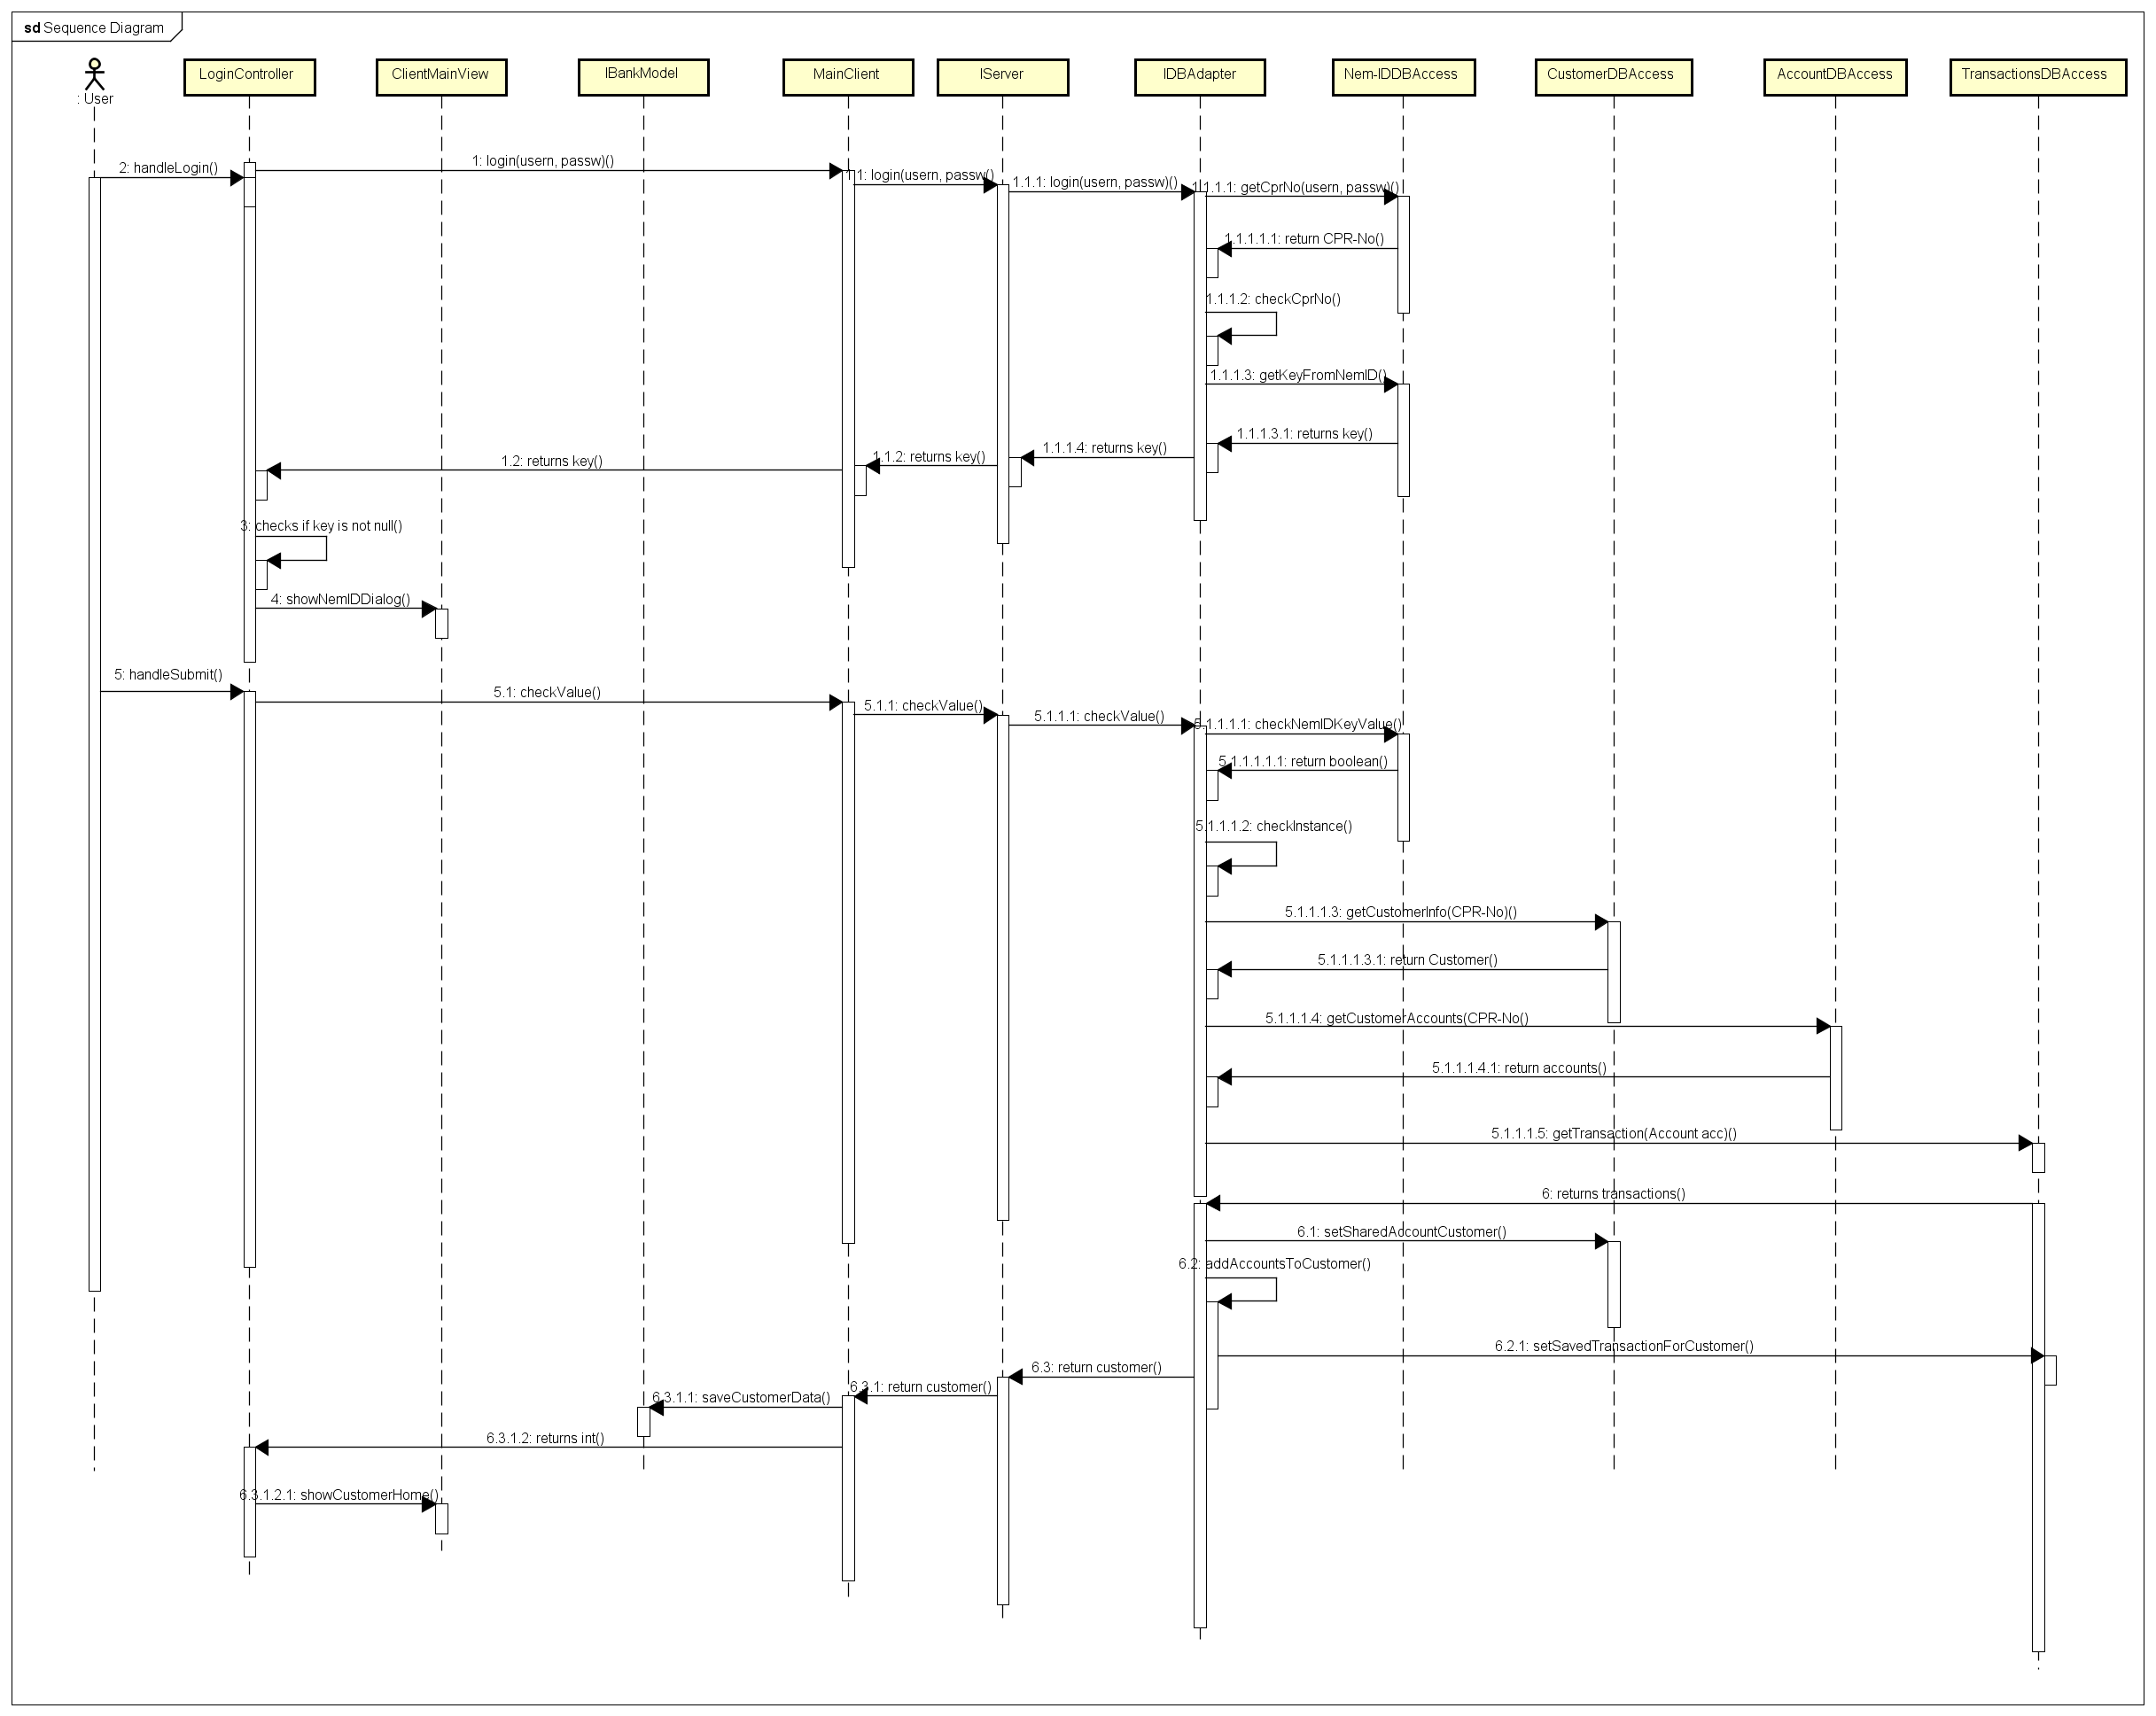 sd Sequence Diagram
: User
LoginController
ClientMainView
IBankModel
MainClient
IServer
IDBAdapter
Nem-IDDBAccess
CustomerDBAccess
AccountDBAccess
TransactionsDBAccess
1: login(usern, passw)()
2: handleLogin()
1: login(usern, passw()
1.1.1: login(usern, passw)()
1.1.1.1: getCprNo(usern, passw)()
1.1.1.1.1: return CPR-No()
1.1.1.2: checkCprNo()
1.1.1.3: getKeyFromNemID()
1.1.1.3.1: returns key()
1.1.1.4: returns key()
1.1.2: returns key()
1.2: returns key()
3: checks if key is not null()
4: showNemIDDialog()
5: handleSubmit()
5.1: checkValue()
5.1.1: checkValue()
5.1.1.1: checkValue()
5.1.1.1.1: checkNemIDKeyValue()
5.1.1.1.1.1: return boolean()
5.1.1.1.2: checkInstance()
5.1.1.1.3: getCustomerInfo(CPR-No)()
5.1.1.1.3.1: return Customer()
5.1.1.1.4: getCustomerAccounts(CPR-No()
5.1.1.1.4.1: return accounts()
5.1.1.1.5: getTransaction(Account acc)()
6: returns transactions()
6.1: setSharedAccountCustomer()
6.2: addAccountsToCustomer()
6.2.1: setSavedTransactionForCustomer()
6.3: return customer()
6.3.1: return customer()
6.3.1.1: saveCustomerData()
6.3.1.2: returns int()
6.3.1.2.1: showCustomerHome()